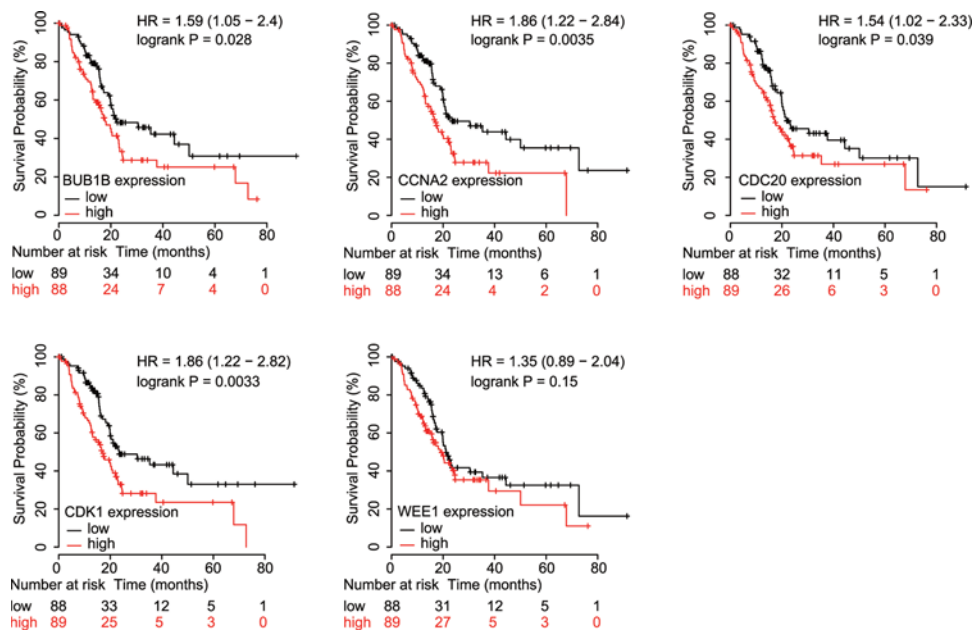 HR = 1.59 (1.05 − 2.4)
logrank P = 0.028
Survival Probability (%)
100
80
60
40
20
0
BUB1B expression
low
high
0 20 40 60 80
Number at risk Time (months)
low 89 34 10 4 1
high 88 24 7 4 0
HR = 1.86 (1.22 − 2.84)
logrank P = 0.0035
Survival Probability (%)
100
80
60
40
20
0
CCNA2 expression
low
high
0 20 40 60 80
Number at risk Time (months)
low 89 34 13 6 1
high 88 24 4 2 0
HR = 1.54 (1.02 − 2.33)
logrank P = 0.039
Survival Probability (%)
100
80
60
40
20
0
CDC20 expression
low
high
0 20 40 60 80
Number at risk Time (months)
low 88 32 11 5 1
high 89 26 6 3 0
HR = 1.86 (1.22 − 2.82)
logrank P = 0.0033
Survival Probability (%)
100
80
60
40
20
0
CDK1 expression
low
high
0 20 40 60 80
Number at risk Time (months)
low 88 33 12 5 1
high 89 25 5 3 0
HR = 1.35 (0.89 − 2.04)
logrank P = 0.15
Survival Probability (%)
100
80
60
40
20
0
WEE1 expression
low
high
0 20 40 60 80
Number at risk Time (months)
low 88 31 12 5 1
high 89 27 5 3 0